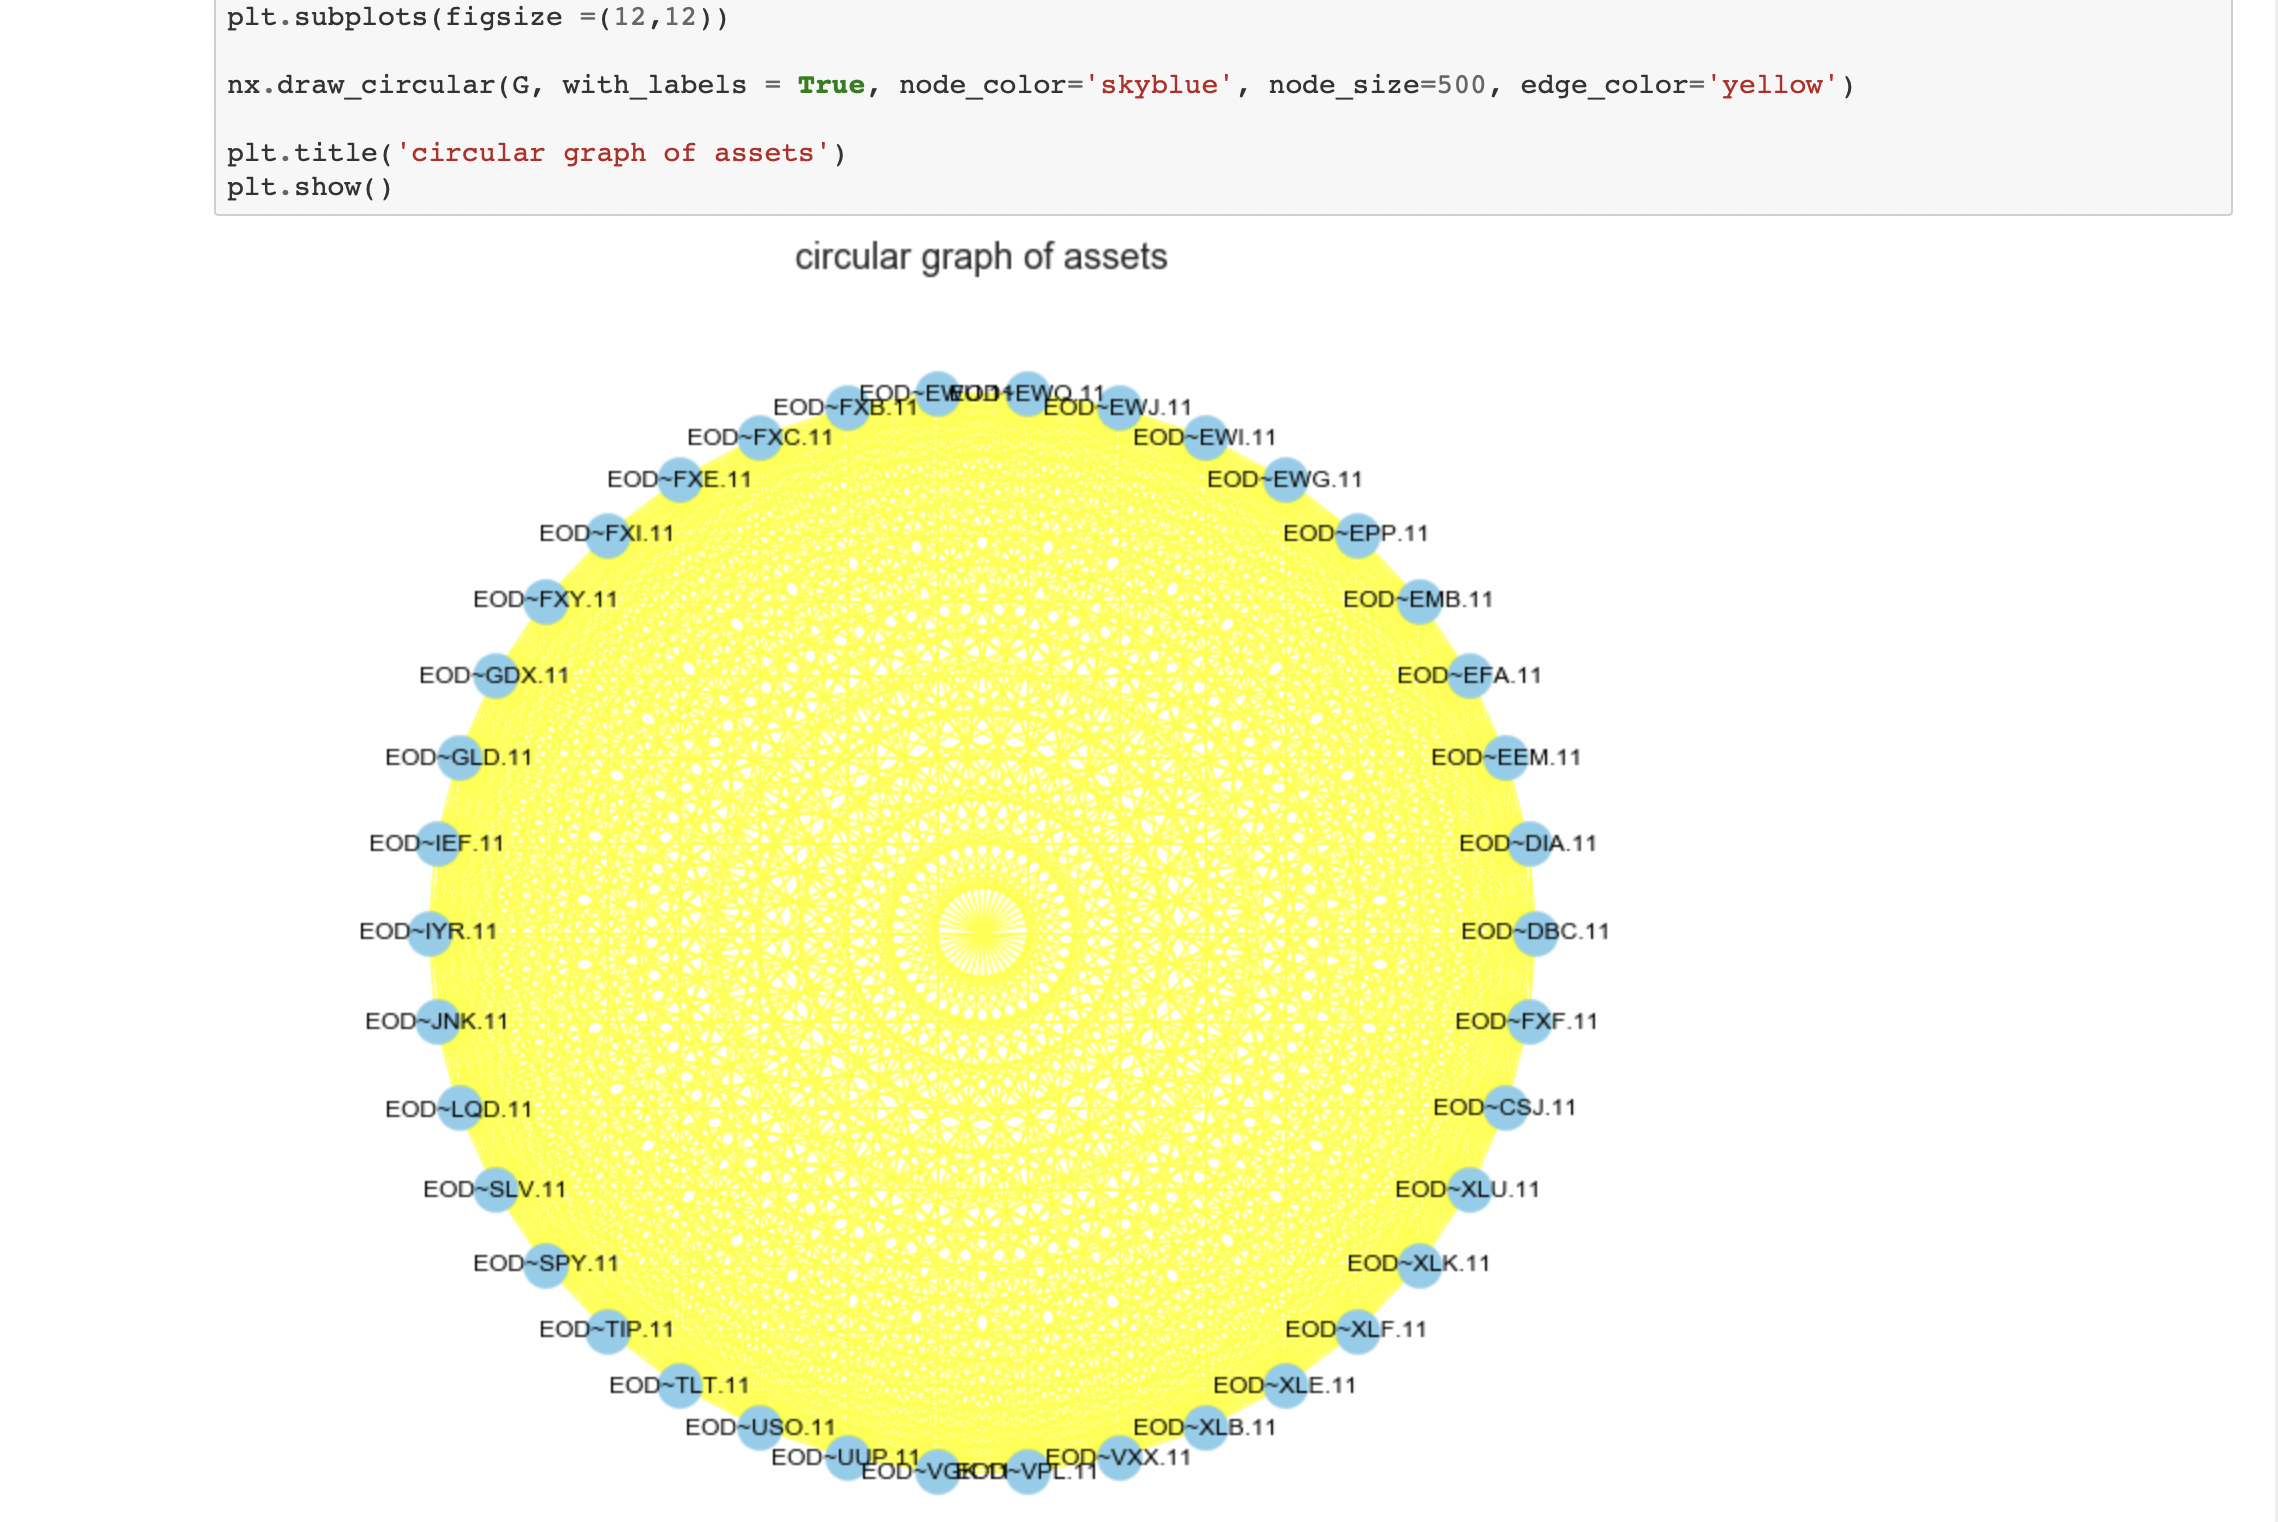 plt.subplots(figsize =(12,12))
nx.draw_circular(G, with_labels = True, node_color='skyblue', node_size=500, edge_color='yellow')
plt.title('circular graph of assets')
plt.show()
circular graph of assets
EOD~EWU.11 EOD~EWQ.11
EOD~FXB.11 EOD~EWJ.11
EOD~FXC.11 EOD~EWI.11
EOD~FXE.11 EOD~EWG.11
EOD~FXI.11 EOD~EPP.11
EOD~FXY.11 EOD~EMB.11
EOD~GDX.11 EOD~EFA.11
EOD~GLD.11 EOD~EEM.11
EOD~IEF.11 EOD~DIA.11
EOD~IYR.11 EOD~DBC.11
EOD~JNK.11 EOD~FXF.11
EOD~LQD.11 EOD~CSJ.11
EOD~SLV.11 EOD~XLU.11
EOD~SPY.11 EOD~XLK.11
EOD~TIP.11 EOD~XLF.11
EOD~TLT.11 EOD~XLE.11
EOD~USO.11 EOD~XLB.11
EOD~UUP.11 EOD~VXX.11
EOD~VGK.11 EOD~VPL.11